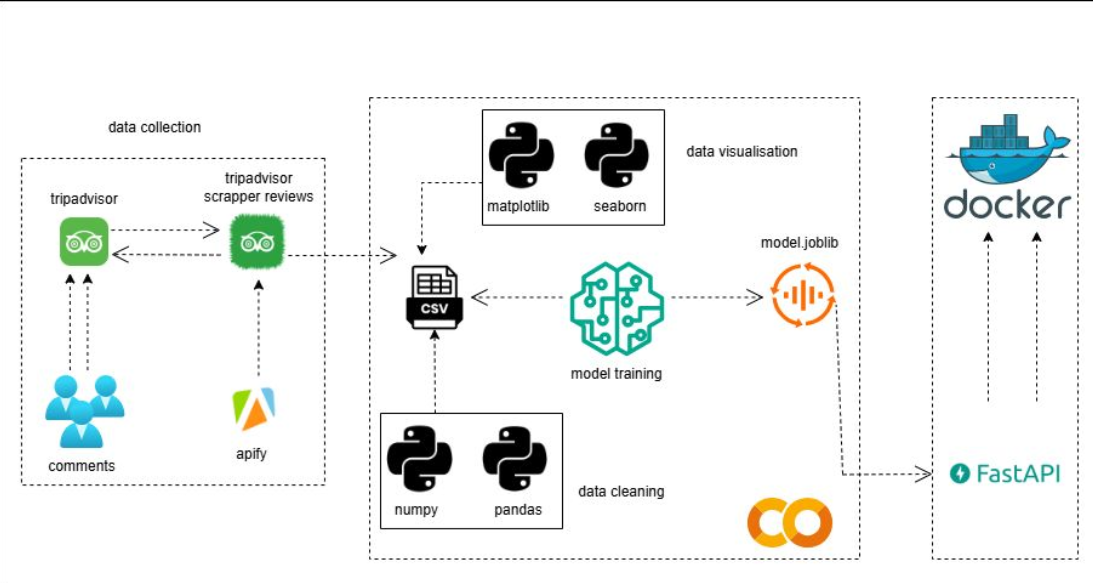 data collection
tripadvisor
tripadvisor
scrapper reviews
comments
apify
matplotlib
seaborn
data visualisation
CSV
model training
model.joblib
numpy
pandas
data cleaning
docker
FastAPI